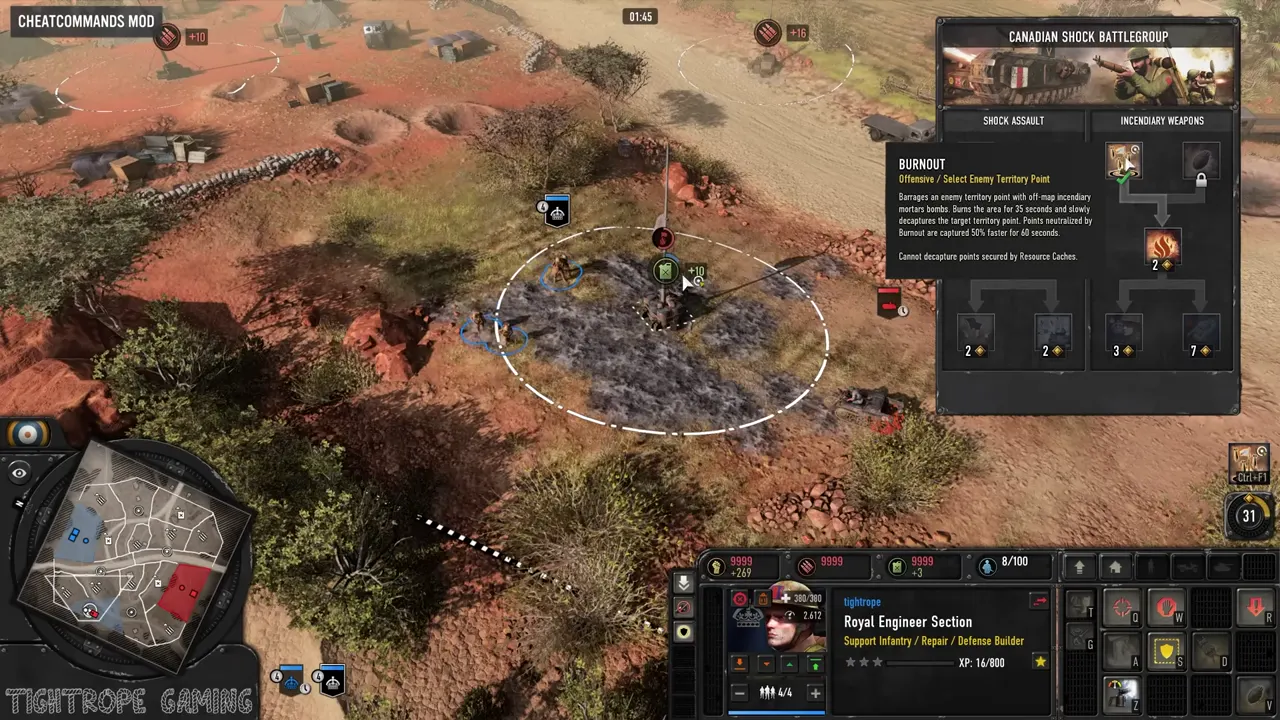 CHEATCOMMANDS MOD
+10
01:45
+16
CANADIAN SHOCK BATTLEGROUP
SHOCK ASSAULT
INCENDIARY WEAPONS
BURNOUT
Offensive / Select Enemy Territory Point
Barrages an enemy territory point with off-map incendiary
mortars bombs. Burns the area for 35 seconds and slowly
decaptures the target territory point. Points neutralized by
Burnout are captured 50% faster for 60 seconds.
Cannot decapture points secured by Resource Caches.
4
+10
2
2
2
3
7
N
Ctrl+F1
31
9999
+269
9999
9999
+3
8/100
380/380
2.612
tightrope
Royal Engineer Section
Support Infantry / Repair / Defense Builder
XP: 16/800
4/4
T
Q
W
R
G
A
S
D
Z
V
4
4
TIGHTROPE GAMING